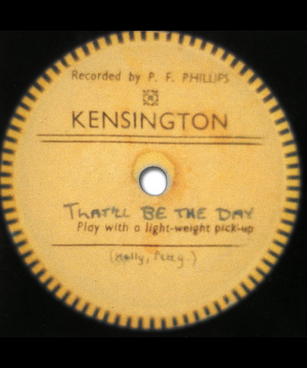 Recorded by P. F. PHILLIPS
KENSINGTON
THAT'LL BE THE DAY
Play with a light-weight pick-up
(Holly, Petty.)